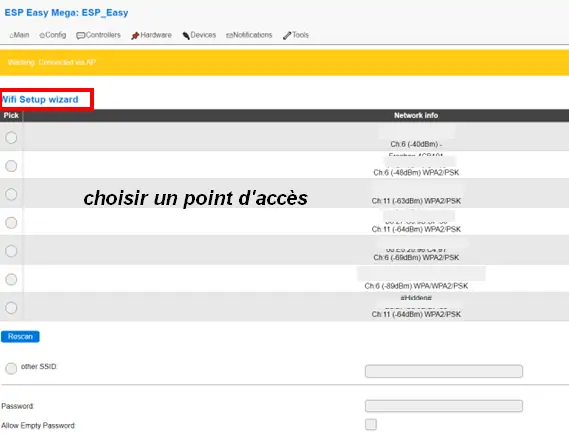 ESP Easy Mega: ESP_Easy
Main Config Controllers Hardware Devices Notifications Tools
Warning: Connected via AP
Wifi Setup wizard
Pick Network info
Ch:6 (-40dBm) -
Ch:6 (-48dBm) WPA2/PSK
choisir un point d'accès
Ch:11 (-63dBm) WPA2/PSK
Ch:11 (-64dBm) WPA2/PSK
Ch:6 (-69dBm) WPA2/PSK
Ch:6 (-89dBm) WPA/WPA2/PSK
#Hidden#
Ch:11 (-64dBm) WPA2/PSK
Rescan
other SSID:
Password:
Allow Empty Password